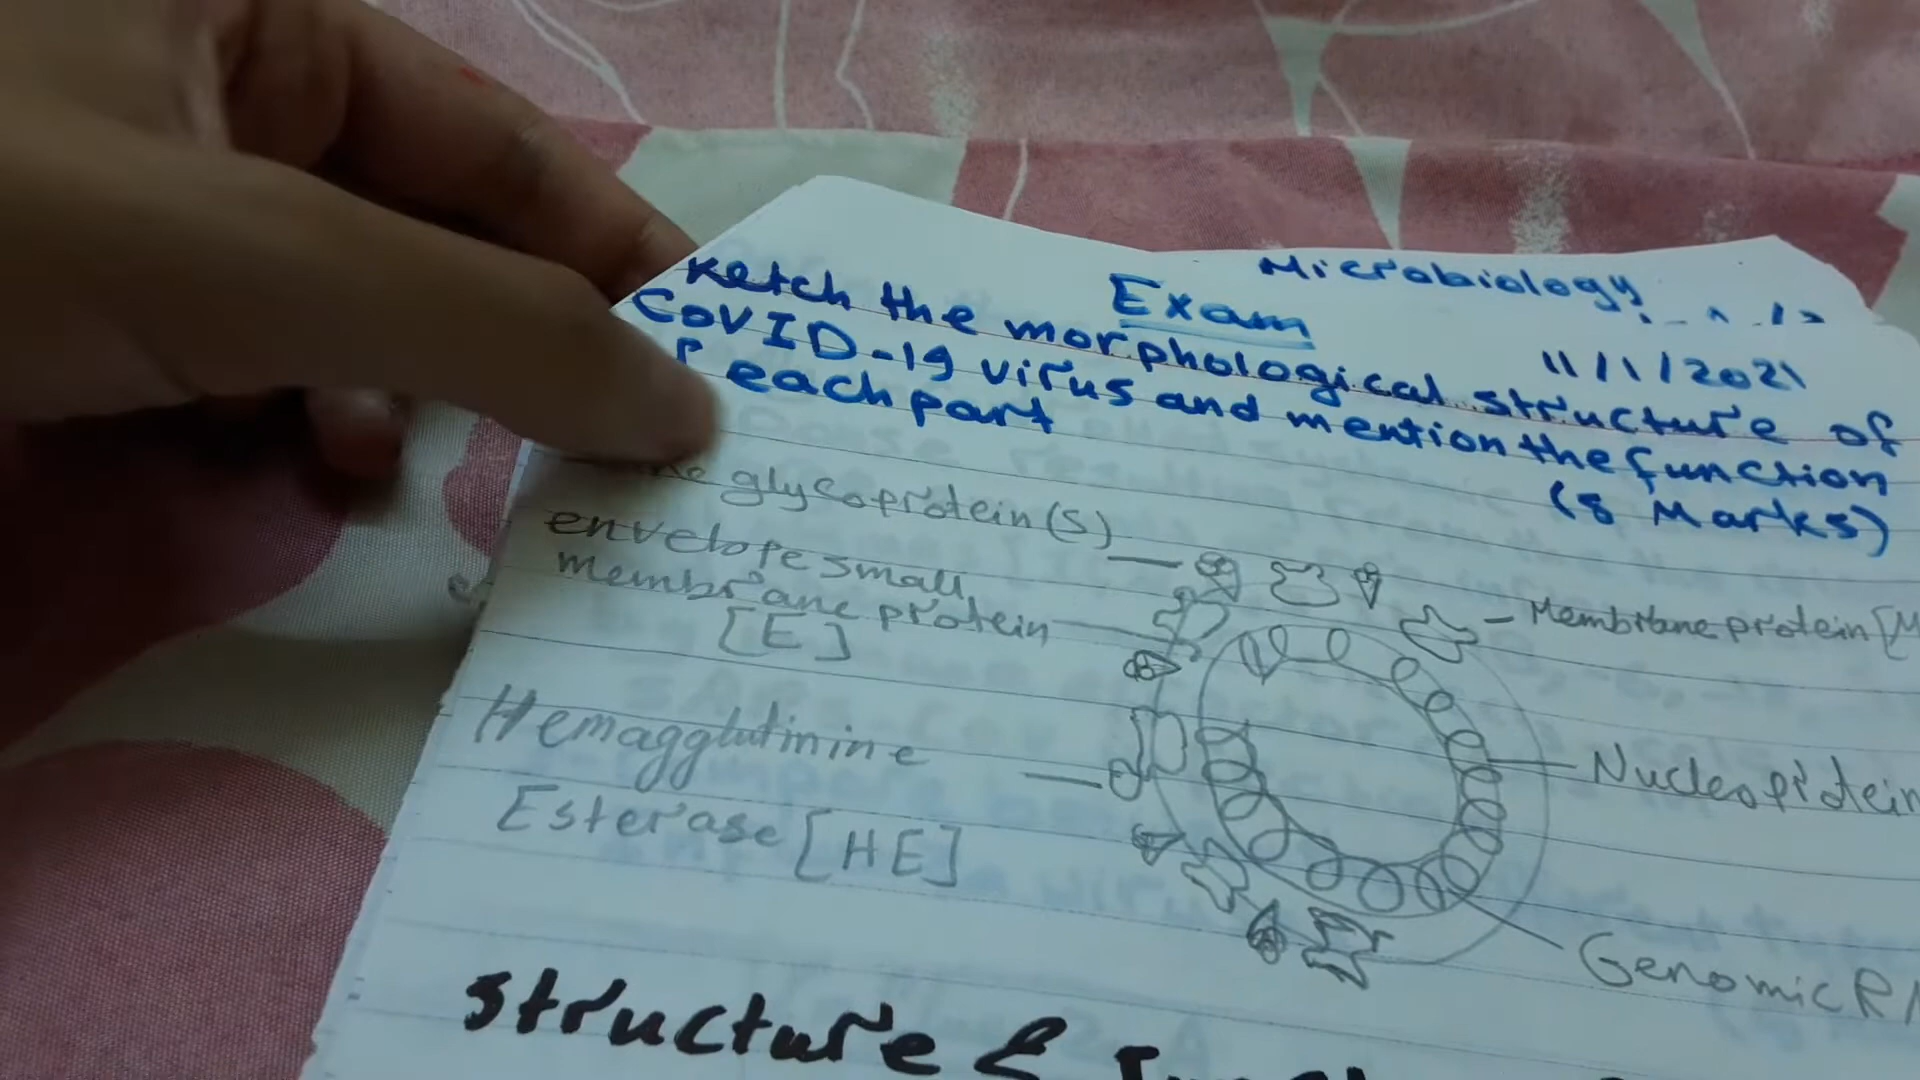 Microbiology
Exam
11/1/2021
ketch the morphological structure of
COVID-19 virus and mention the function
each part
(8 Marks)
glycoprotein(S)
envelope small
membrane protein
[E]
Membrane protein [M
Hemagglutinine
Esterase [HE]
Nucleoprotein
Genomic RN
structure &